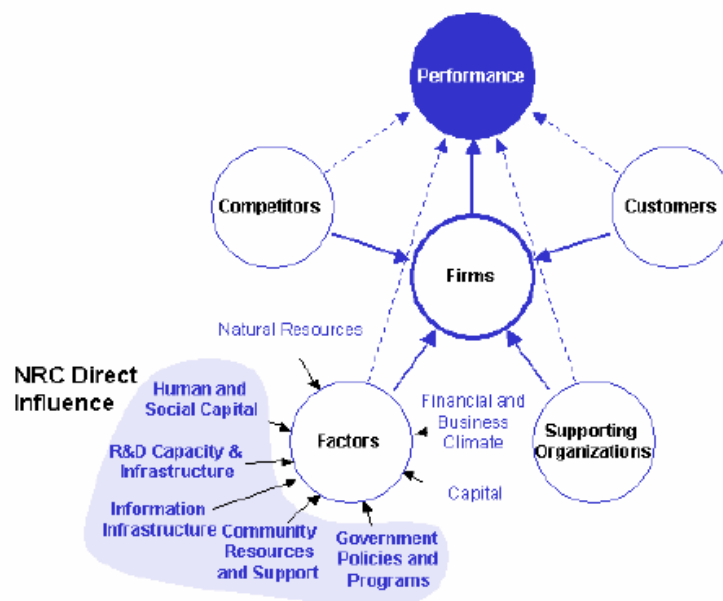 Performance
Competitors
Customers
Firms
Natural Resources
NRC Direct
Influence
Human and
Social Capital
Financial and
Business
Climate
Factors
Supporting
Organizations
R&D Capacity &
Infrastructure
Capital
Information
Infrastructure
Community
Resources
and Support
Government
Policies and
Programs